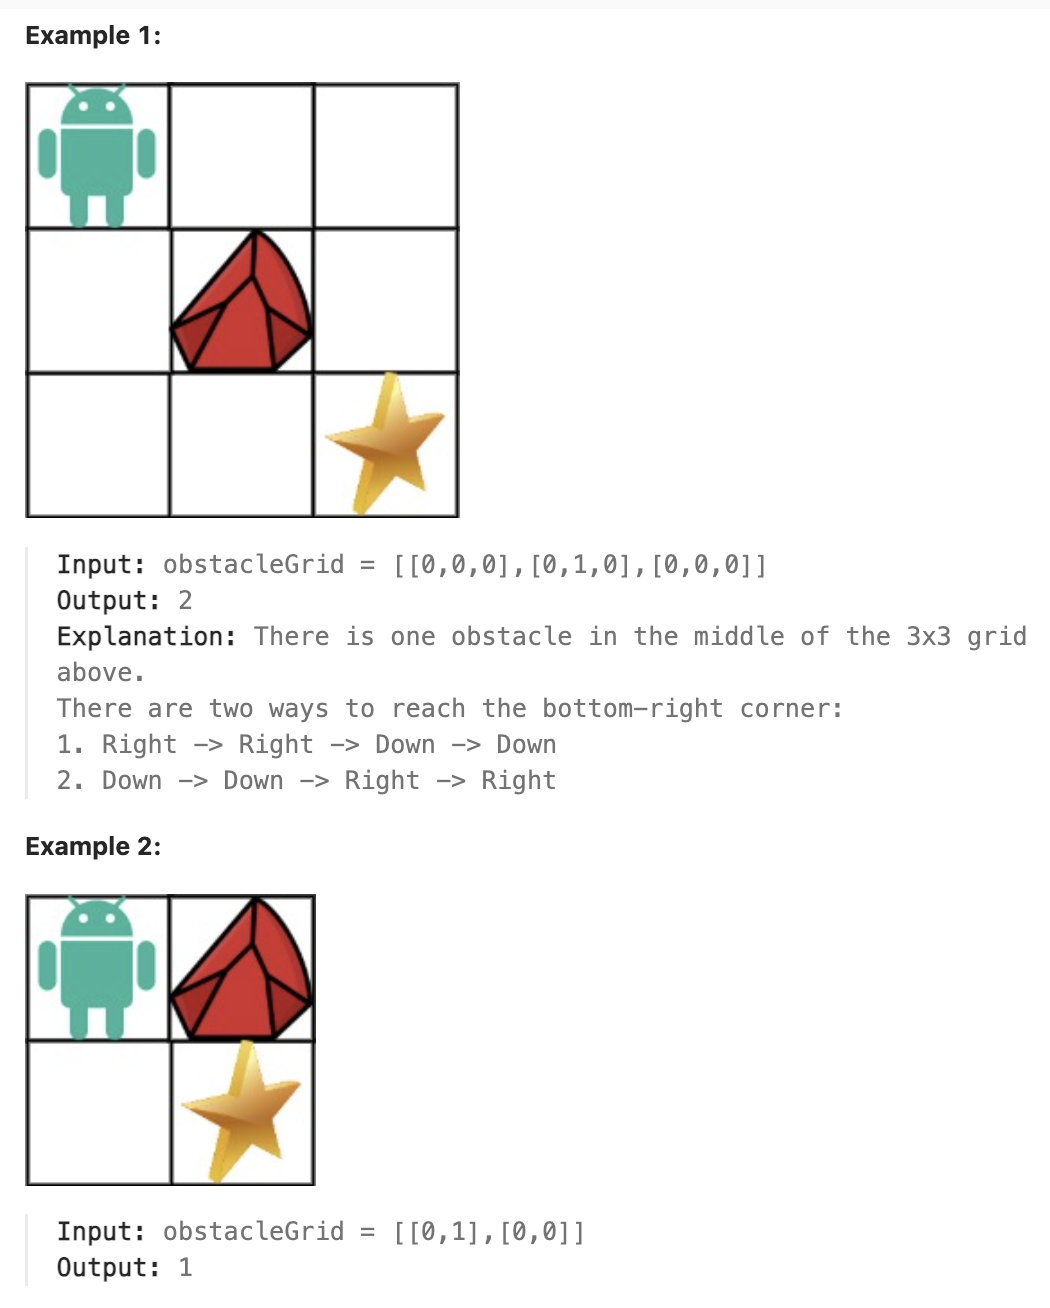 Example 1:
Input: obstacleGrid = [[0,0,0],[0,1,0],[0,0,0]]
Output: 2
Explanation: There is one obstacle in the middle of the 3x3 grid
above.
There are two ways to reach the bottom-right corner:
1. Right -> Right -> Down -> Down
2. Down -> Down -> Right -> Right
Example 2:
Input: obstacleGrid = [[0,1],[0,0]]
Output: 1